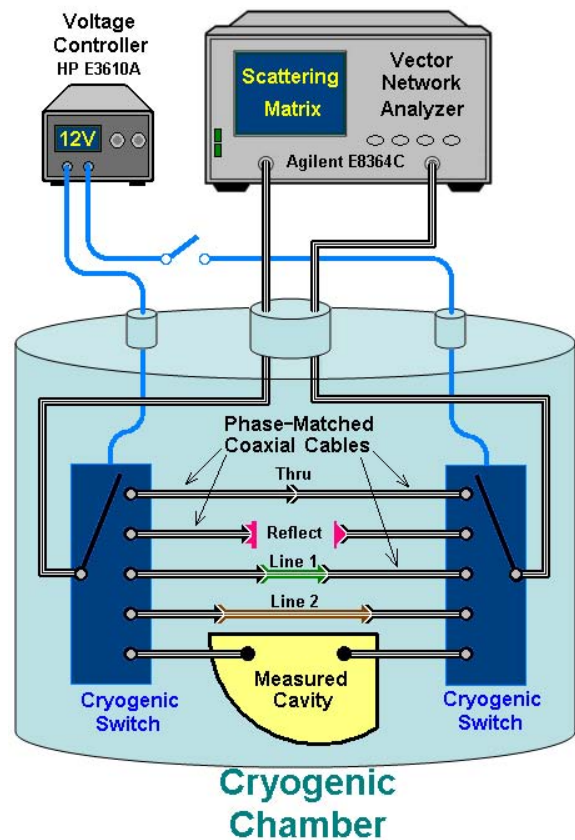 Voltage
Controller
HP E3610A
12V
Scattering
Matrix
Vector
Network
Analyzer
Agilent E8364C
Phase-Matched
Coaxial Cables
Thru
Reflect
Line 1
Line 2
Measured
Cavity
Cryogenic
Switch
Cryogenic
Switch
Cryogenic
Chamber